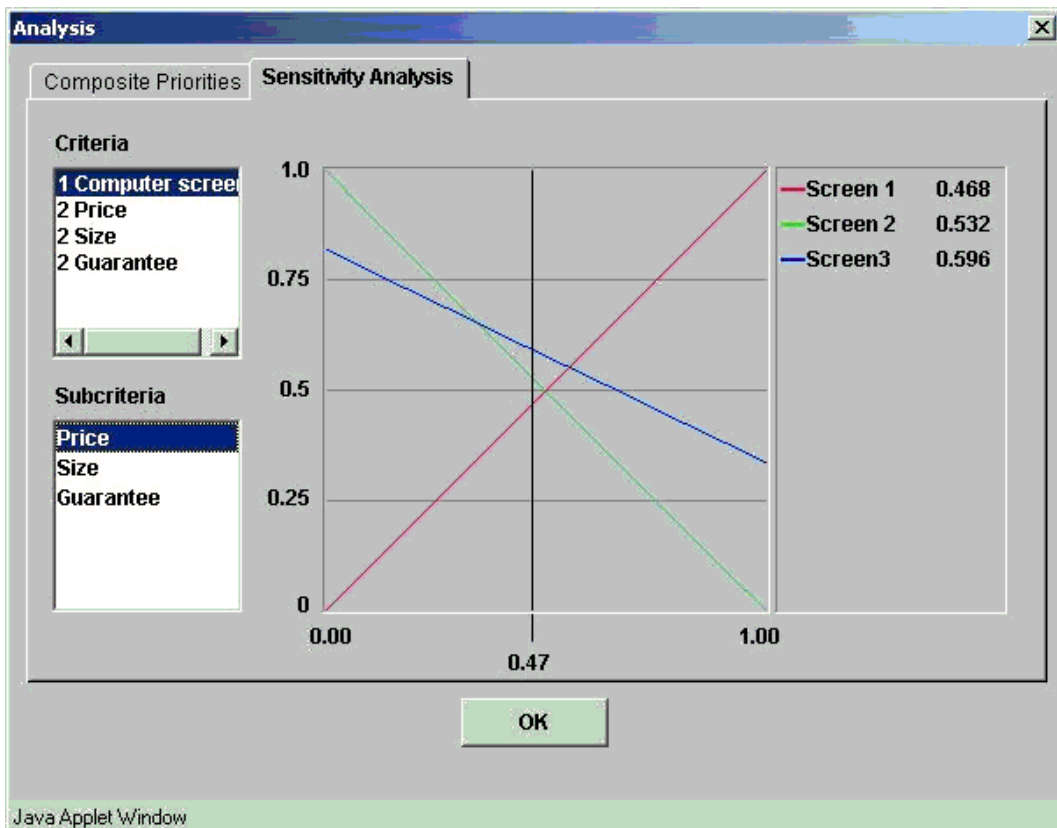 Analysis
Composite Priorities
Sensitivity Analysis
Criteria
1 Computer screen
2 Price
2 Size
2 Guarantee
Subcriteria
Price
Size
Guarantee
1.0
0.75
0.5
0.25
0
0.00
0.47
1.00
Screen 1 0.468
Screen 2 0.532
Screen3 0.596
OK
Java Applet Window